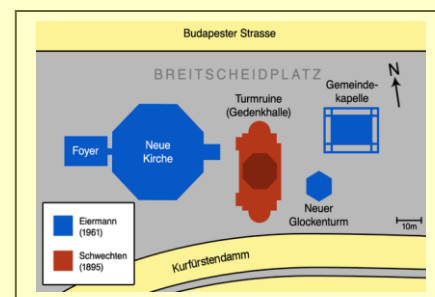 Budapester Strasse
BREITSCHEIDPLATZ
N
Gemeinde-
kapelle
Turmruine
(Gedenkhalle)
Foyer
Neue
Kirche
Neuer
Glockenturm
Eiermann
(1961)
Schwechten
(1895)
10m
Kurfürstendamm